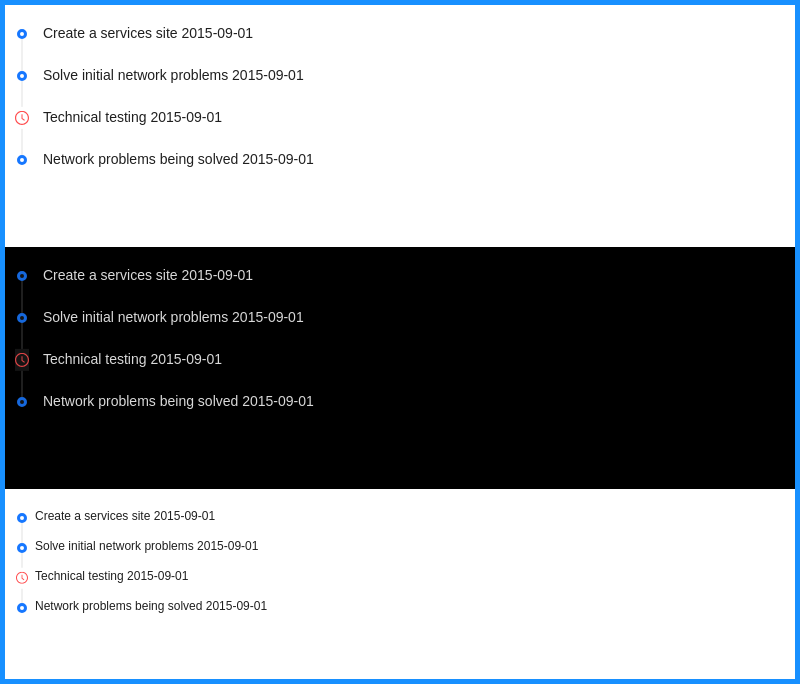 Create a services site 2015-09-01
Solve initial network problems 2015-09-01
Technical testing 2015-09-01
Network problems being solved 2015-09-01
Create a services site 2015-09-01
Solve initial network problems 2015-09-01
Technical testing 2015-09-01
Network problems being solved 2015-09-01
Create a services site 2015-09-01
Solve initial network problems 2015-09-01
Technical testing 2015-09-01
Network problems being solved 2015-09-01